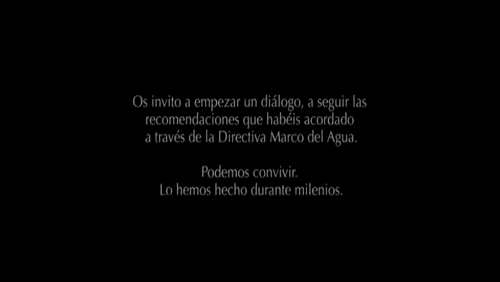 Os invito a empezar un diálogo, a seguir las
recomendaciones que habéis acordado
a través de la Directiva Marco del Agua.
Podemos convivir.
Lo hemos hecho durante milenios.